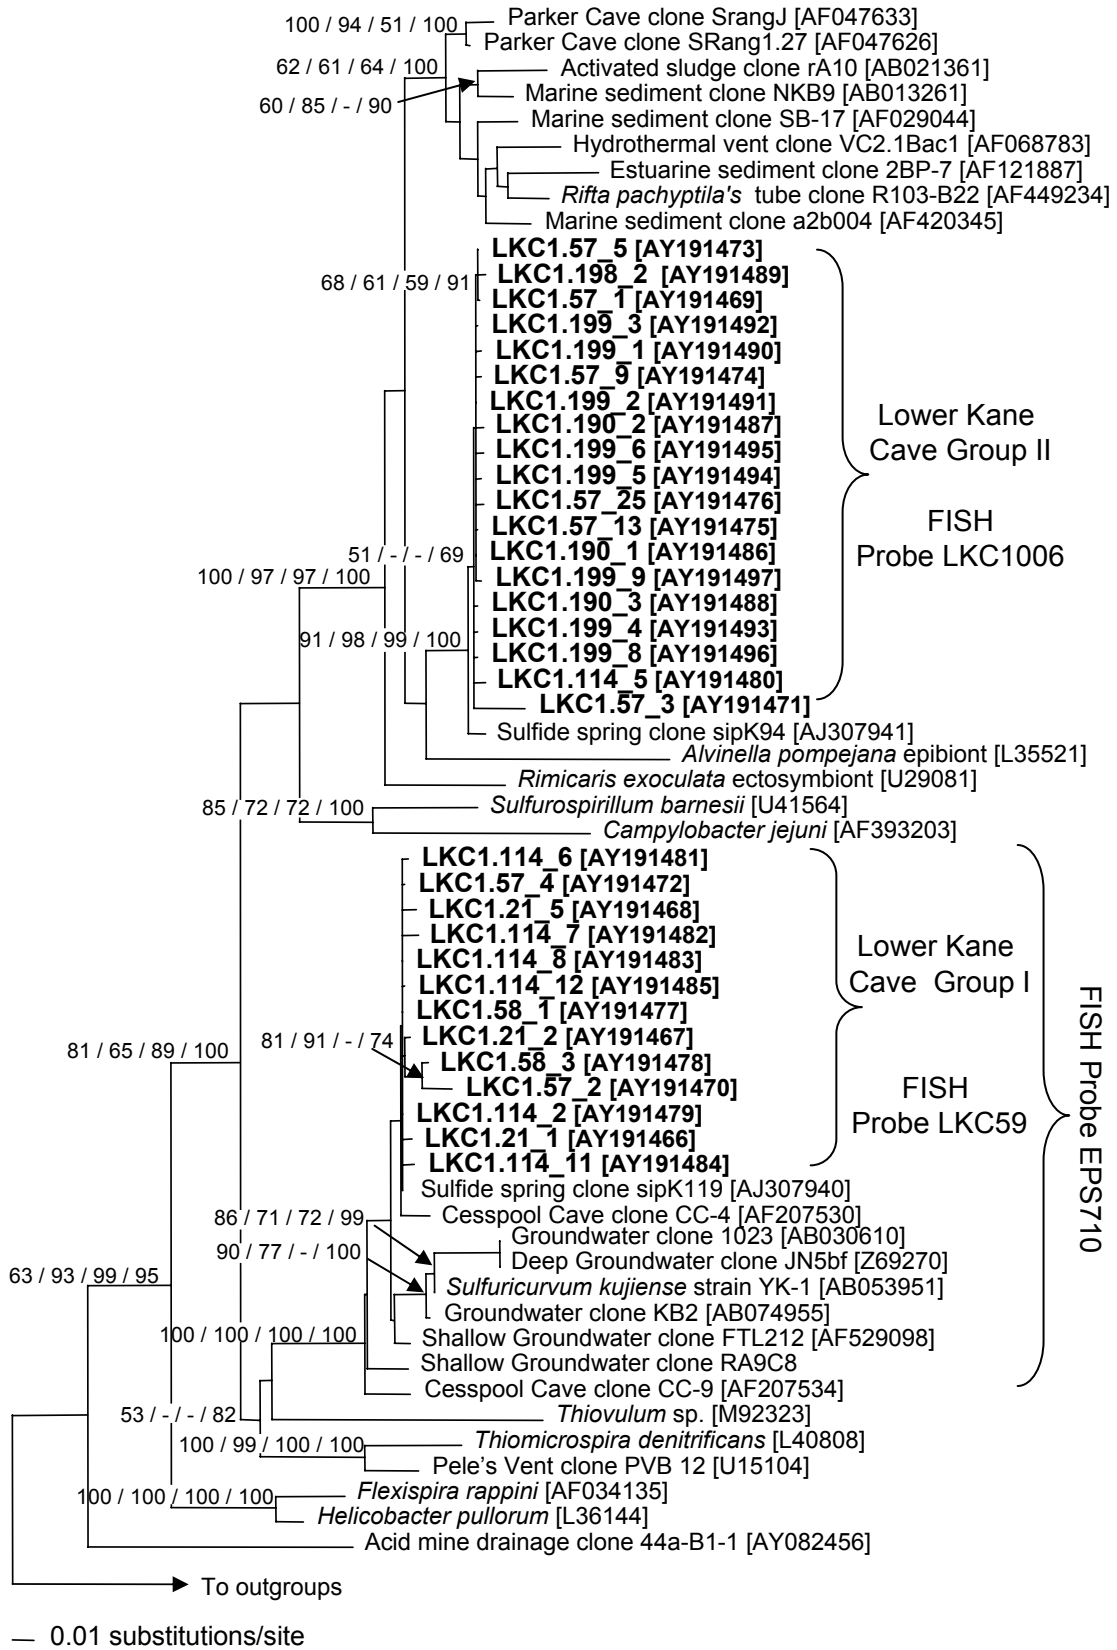 100 / 94 / 51 / 100
Parker Cave clone SrangJ [AF047633]
Parker Cave clone SRang1.27 [AF047626]
62 / 61 / 64 / 100
Activated sludge clone rA10 [AB021361]
60 / 85 / - / 90
Marine sediment clone NKB9 [AB013261]
Marine sediment clone SB-17 [AF029044]
Hydrothermal vent clone VC2.1Bac1 [AF068783]
Estuarine sediment clone 2BP-7 [AF121887]
Rifta pachyptila's tube clone R103-B22 [AF449234]
Marine sediment clone a2b004 [AF420345]
LKC1.57_5 [AY191473]
68 / 61 / 59 / 91
LKC1.198_2 [AY191489]
LKC1.57_1 [AY191469]
LKC1.199_3 [AY191492]
LKC1.199_1 [AY191490]
LKC1.57_9 [AY191474]
LKC1.199_2 [AY191491]
LKC1.190_2 [AY191487]
LKC1.199_6 [AY191495]
LKC1.199_5 [AY191494]
LKC1.57_25 [AY191476]
LKC1.57_13 [AY191475]
51 / - / - / 69
LKC1.190_1 [AY191486]
100 / 97 / 97 / 100
LKC1.199_9 [AY191497]
LKC1.190_3 [AY191488]
LKC1.199_4 [AY191493]
91 / 98 / 99 / 100
LKC1.199_8 [AY191496]
LKC1.114_5 [AY191480]
LKC1.57_3 [AY191471]
Lower Kane
Cave Group II
FISH
Probe LKC1006
Sulfide spring clone sipK94 [AJ307941]
Alvinella pompejana epibiont [L35521]
Rimicaris exoculata ectosymbiont [U29081]
85 / 72 / 72 / 100
Sulfurospirillum barnesii [U41564]
Campylobacter jejuni [AF393203]
LKC1.114_6 [AY191481]
LKC1.57_4 [AY191472]
LKC1.21_5 [AY191468]
LKC1.114_7 [AY191482]
LKC1.114_8 [AY191483]
LKC1.114_12 [AY191485]
LKC1.58_1 [AY191477]
LKC1.21_2 [AY191467]
81 / 91 / - / 74
81 / 65 / 89 / 100
LKC1.58_3 [AY191478]
LKC1.57_2 [AY191470]
LKC1.114_2 [AY191479]
LKC1.21_1 [AY191466]
LKC1.114_11 [AY191484]
Lower Kane
Cave Group I
FISH
Probe LKC59
FISH Probe EPS710
Sulfide spring clone sipK119 [AJ307940]
Cesspool Cave clone CC-4 [AF207530]
86 / 71 / 72 / 99
Groundwater clone 1023 [AB030610]
90 / 77 / - / 100
Deep Groundwater clone JN5bf [Z69270]
63 / 93 / 99 / 95
Sulfuricurvum kujiense strain YK-1 [AB053951]
Groundwater clone KB2 [AB074955]
100 / 100 / 100 / 100
Shallow Groundwater clone FTL212 [AF529098]
Shallow Groundwater clone RA9C8
Cesspool Cave clone CC-9 [AF207534]
53 / - / - / 82
Thiovulum sp. [M92323]
100 / 99 / 100 / 100
Thiomicrospira denitrificans [L40808]
Pele's Vent clone PVB 12 [U15104]
100 / 100 / 100 / 100
Flexispira rappini [AF034135]
Helicobacter pullorum [L36144]
Acid mine drainage clone 44a-B1-1 [AY082456]
To outgroups
0.01 substitutions/site